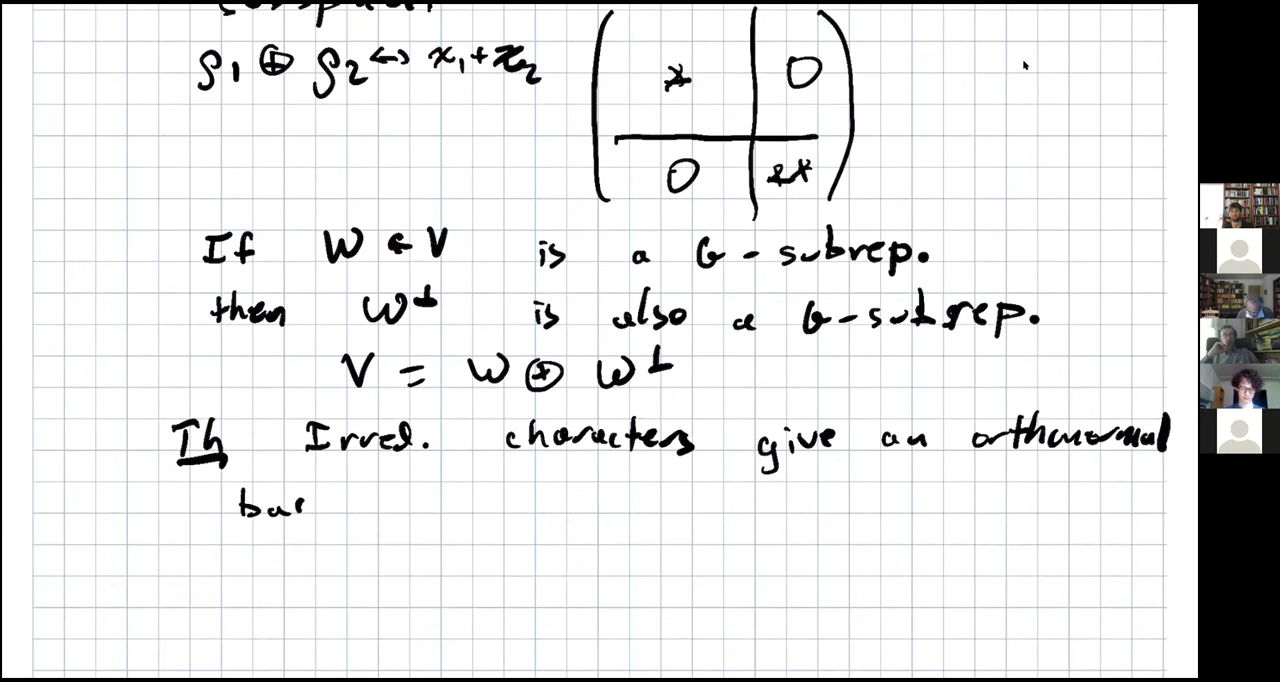 ρ1 ⊕ ρ2 ↔ χ1 + χ2
* 0
0 **
If W ⊂ V is a G-subrep.
then W⊥ is also a G-subrep.
V = W ⊕ W⊥
Th Irred. characters give an orthonormal
bas